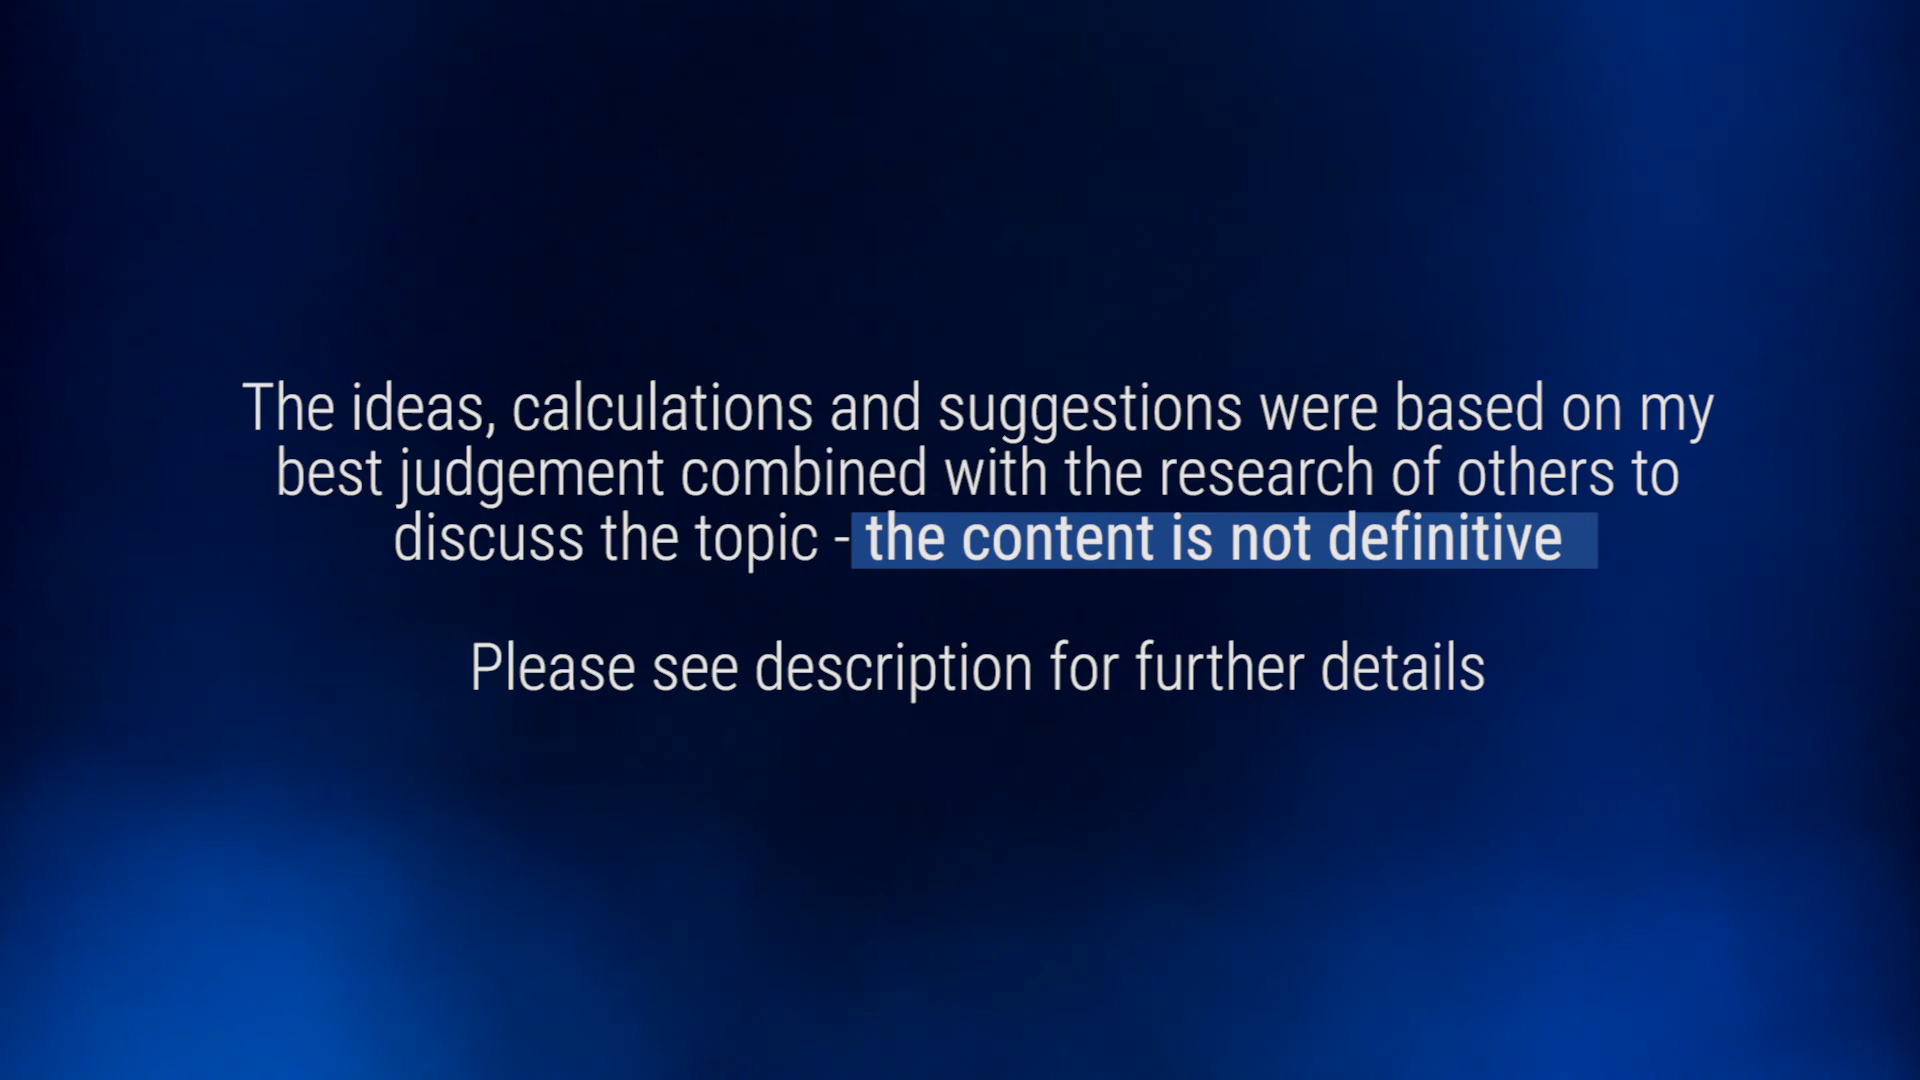 The ideas, calculations and suggestions were based on my
best judgement combined with the research of others to
discuss the topic - the content is not definitive
Please see description for further details